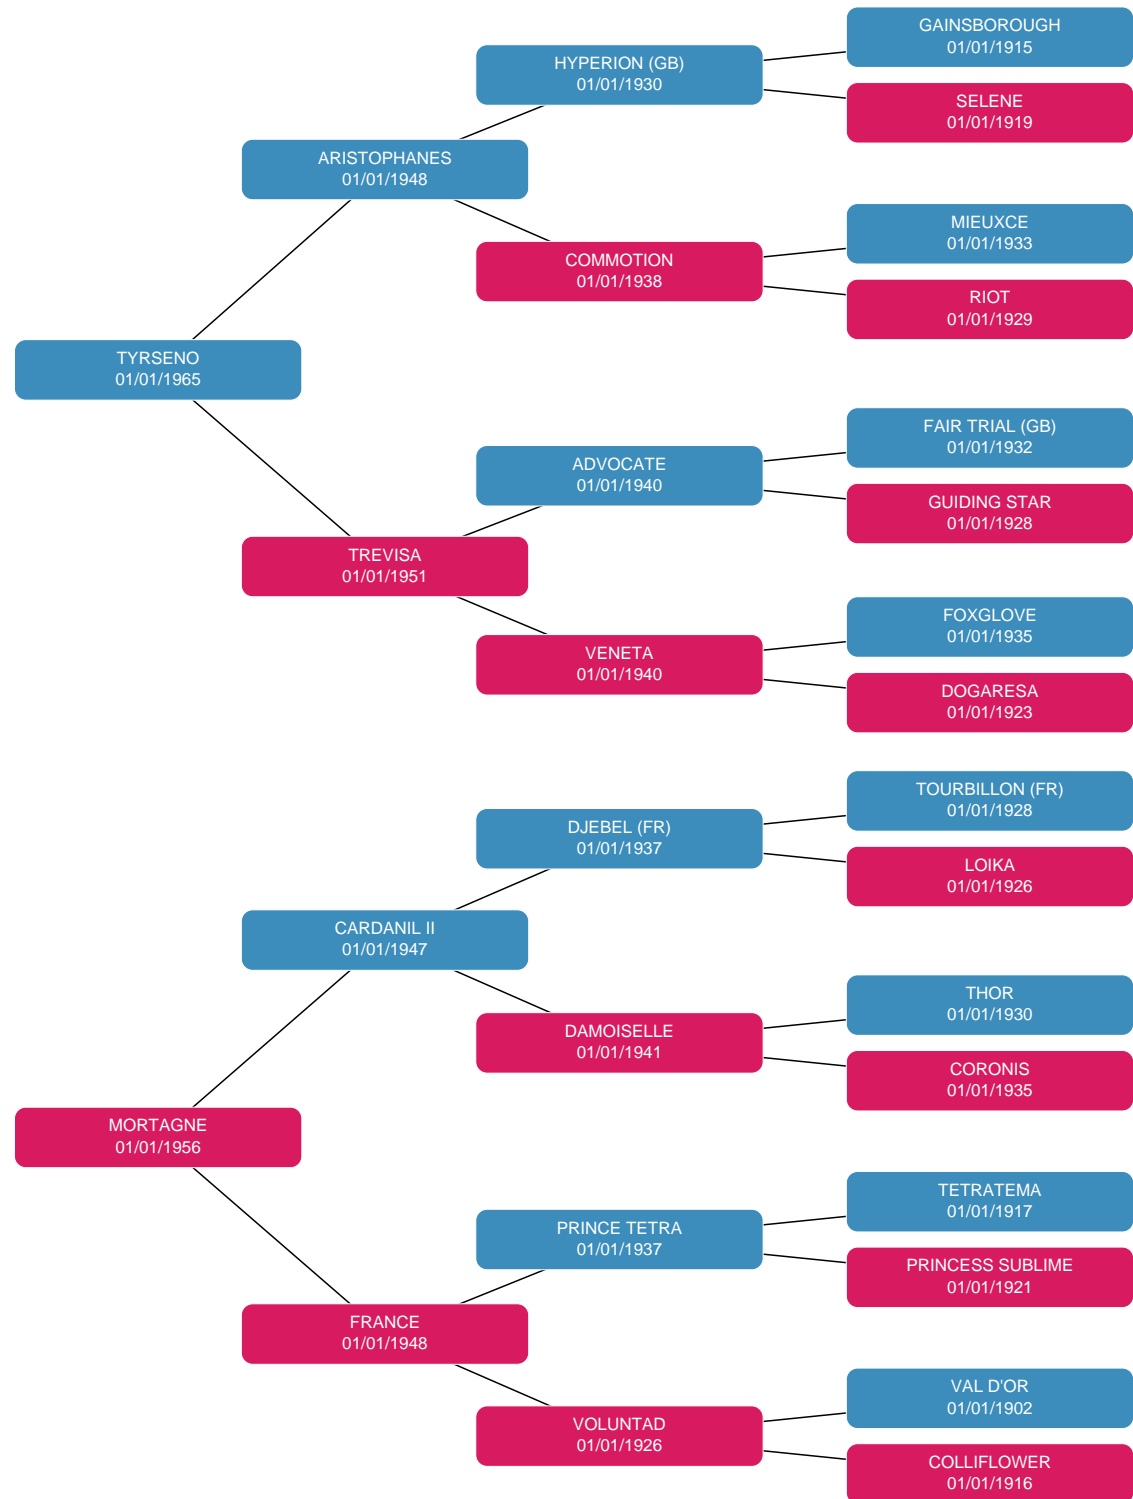 GAINSBOROUGH
01/01/1915
HYPERION (GB)
01/01/1930
SELENE
01/01/1919
ARISTOPHANES
01/01/1948
MIEUXCE
01/01/1933
COMMOTION
01/01/1938
RIOT
01/01/1929
TYRSENO
01/01/1965
FAIR TRIAL (GB)
01/01/1932
ADVOCATE
01/01/1940
GUIDING STAR
01/01/1928
TREVISA
01/01/1951
FOXGLOVE
01/01/1935
VENETA
01/01/1940
DOGARESA
01/01/1923
TOURBILLON (FR)
01/01/1928
DJEBEL (FR)
01/01/1937
LOIKA
01/01/1926
CARDANIL II
01/01/1947
THOR
01/01/1930
DAMOISELLE
01/01/1941
CORONIS
01/01/1935
MORTAGNE
01/01/1956
TETRATEMA
01/01/1917
PRINCE TETRA
01/01/1937
PRINCESS SUBLIME
01/01/1921
FRANCE
01/01/1948
VAL D'OR
01/01/1902
VOLUNTAD
01/01/1926
COLLIFLOWER
01/01/1916